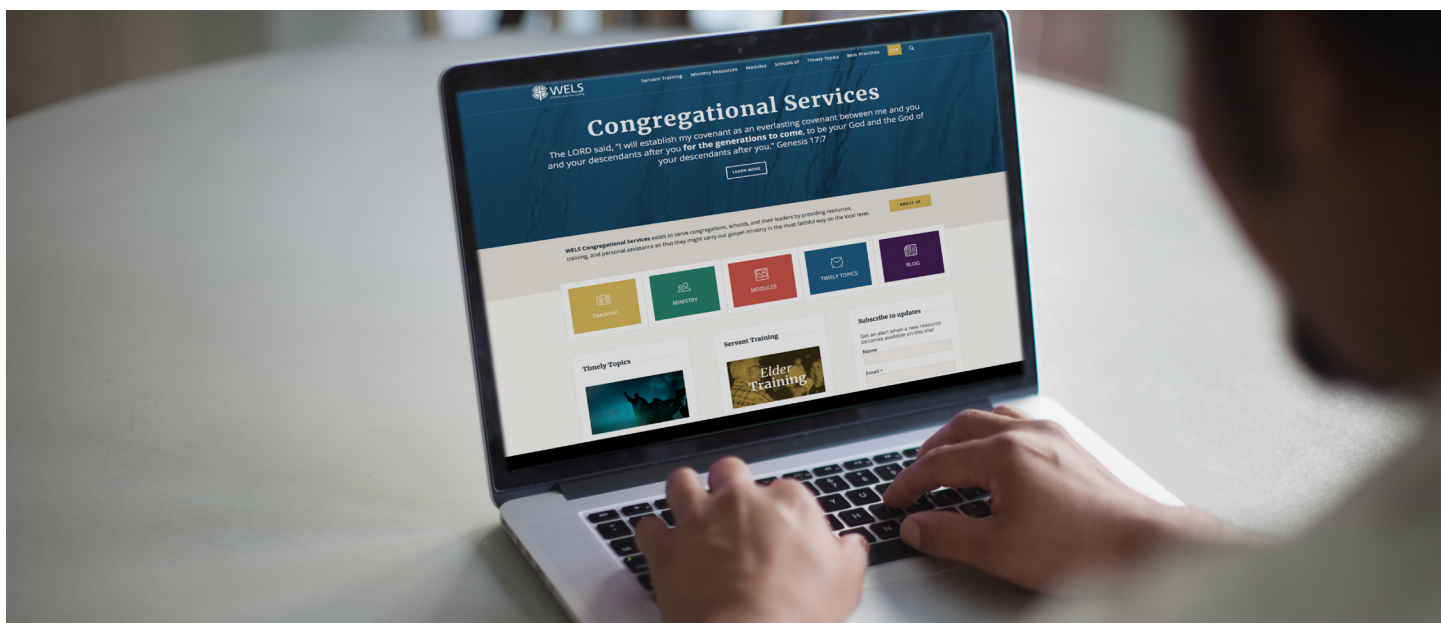 WELS
Servant Training Ministry Resources Modules Schools of Timely Topics Best Practices
Congregational Services
The LORD said, "I will establish my covenant as an everlasting covenant between me and you
and your descendants after you for the generations to come, to be your God and the God of
your descendants after you." Genesis 17:7
LEARN MORE
WELS Congregational Services exists to serve congregations, schools, and their leaders by providing resources,
training, and personal assistance so that they might carry out gospel ministry in the most faithful way on the local level.
ABOUT US
TRAINING
MINISTRY
MODULES
TIMELY TOPICS
BLOG
Timely Topics
Servant Training
Elder
Training
Subscribe to updates
Get an alert when a new resource
becomes available on this site!
Name
Email *